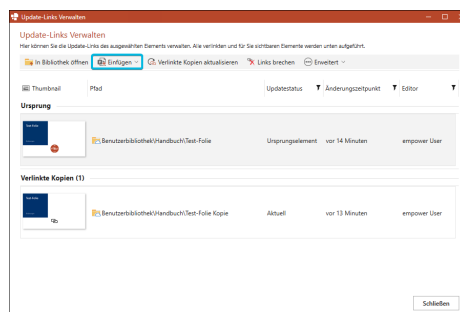 Update-Links Verwalten
Update-Links Verwalten
Hier können Sie die Update-Links des ausgewählten Elements verwalten. Alle verlinkten und für Sie sichtbaren Elemente werden unten aufgeführt.
In Bibliothek öffnen Einfügen Verlinkte Kopien aktualisieren Links brechen Erweitert
Thumbnail Pfad Updatestatus Änderungszeitpunkt Editor
Ursprung
Test-Folie
Benutzerbibliothek\Handbuch\Test-Folie Ursprungselement vor 14 Minuten empower User
Verlinkte Kopien (1)
Test-Folie
Benutzerbibliothek\Handbuch\Test-Folie Kopie Aktuell vor 13 Minuten empower User
Schließen